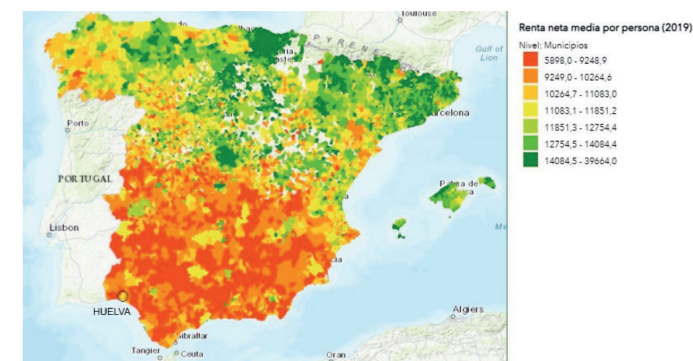 Toulouse
PYRENEES
Gulf of
Lion
Porto
arcelona
PORTUGAL
Lisbon
HUELVA
Algiers
Gibraltar
Tangier
Ceuta
Oran
Renta neta media por persona (2019)
Nivel: Municipios
5898,0 - 9248,9
9249,0 - 10264,6
10264,7 - 11083,0
11083,1 - 11851,2
11851,3 - 12754,4
12754,5 - 14084,4
14084,5 - 39664,0